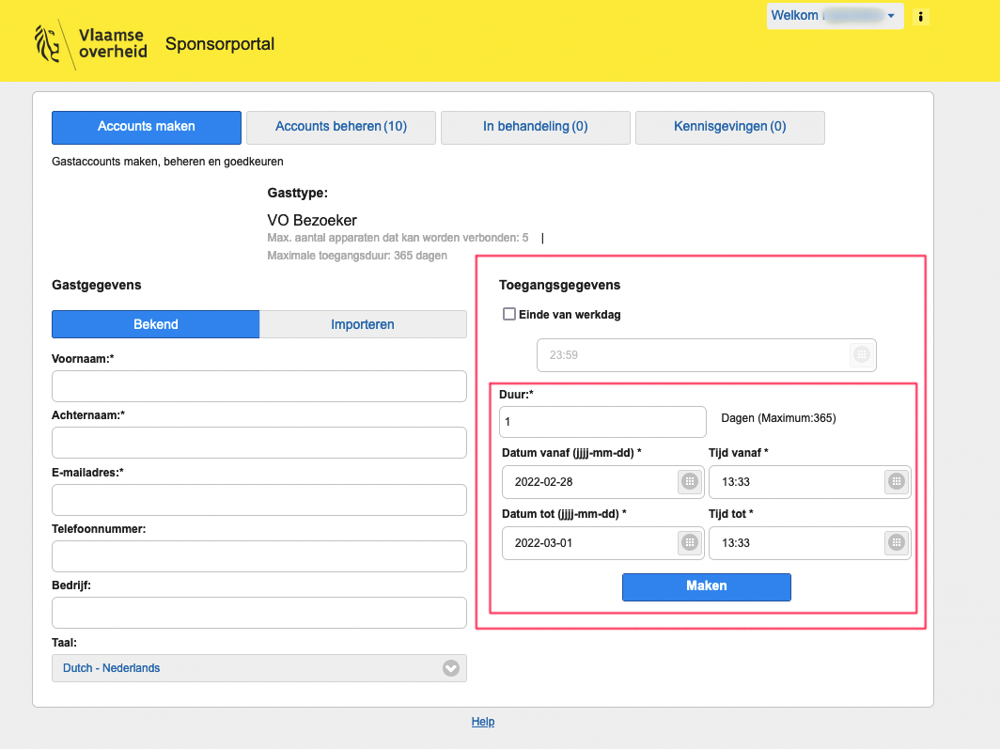 Welkom
Vlaamse
overheid
Sponsorportal
Accounts maken
Accounts beheren (10)
In behandeling (0)
Kennisgevingen (0)
Gastaccounts maken, beheren en goedkeuren
Gasttype:
VO Bezoeker
Max. aantal apparaten dat kan worden verbonden: 5 |
Maximale toegangsduur: 365 dagen
Gastgegevens
Bekend
Importeren
Voornaam:*
Achternaam:*
E-mailadres:*
Telefoonnummer:
Bedrijf:
Taal:
Dutch - Nederlands
Toegangsgegevens
Einde van werkdag
23:59
Duur:*
1
Dagen (Maximum:365)
Datum vanaf (jjjj-mm-dd) *
Tijd vanaf *
2022-02-28
13:33
Datum tot (jjjj-mm-dd) *
Tijd tot *
2022-03-01
13:33
Maken
Help